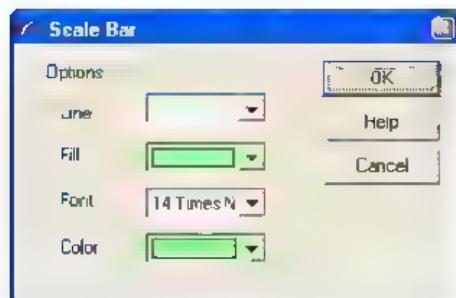 Scale Bar
Options
OK
Line
Help
Fill
Cancel
Font 14 Times N
Color